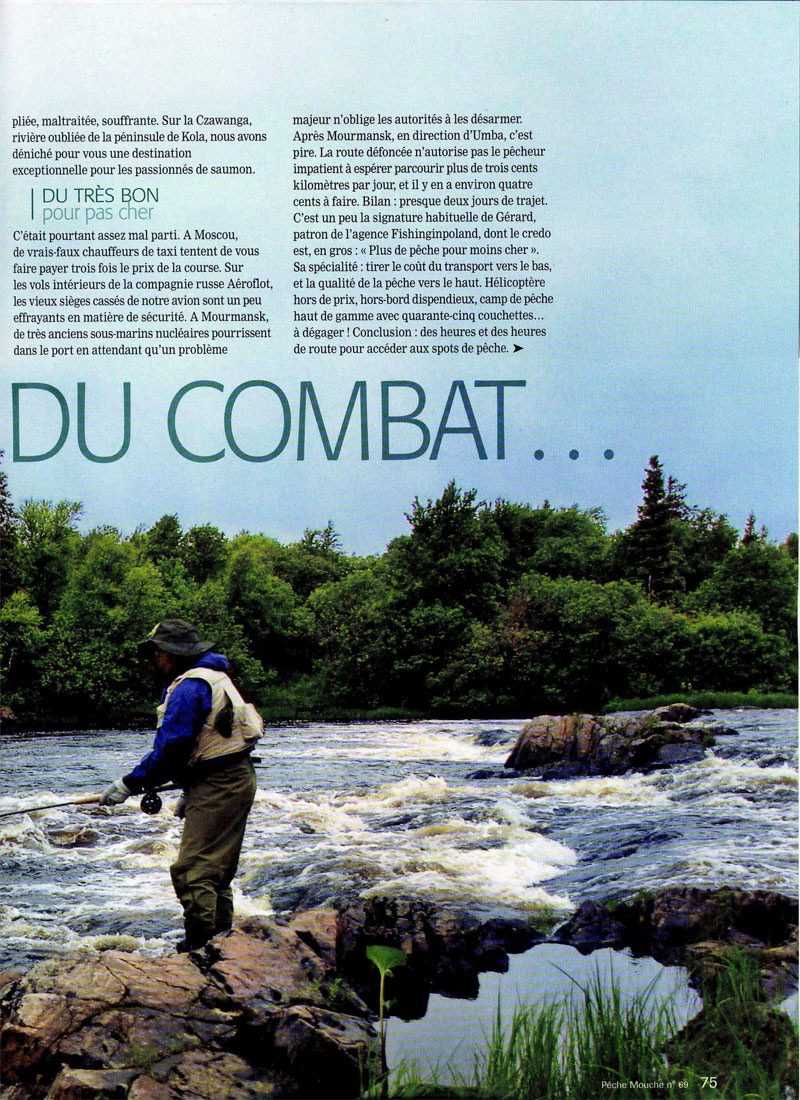 pliée, maltraitée, souffrante. Sur la Czawanga,
rivière oubliée de la péninsule de Kola, nous avons
déniché pour vous une destination
exceptionnelle pour les passionnés de saumon.
DU TRÈS BON
pour pas cher
C'était pourtant assez mal parti. A Moscou,
de vrais-faux chauffeurs de taxi tentent de vous
faire payer trois fois le prix de la course. Sur
les vols intérieurs de la compagnie russe Aéroflot,
les vieux sièges cassés de notre avion sont un peu
effrayants en matière de sécurité. A Mourmansk,
de très anciens sous-marins nucléaires pourrissent
dans le port en attendant qu'un problème
majeur n'oblige les autorités à les désarmer.
Après Mourmansk, en direction d'Umba, c'est
pire. La route défoncée n'autorise pas le pêcheur
impatient à espérer parcourir plus de trois cents
kilomètres par jour, et il y en a environ quatre
cents à faire. Bilan : presque deux jours de trajet.
C'est un peu la signature habituelle de Gérard,
patron de l'agence Fishinginpoland, dont le credo
est, en gros : « Plus de pêche pour moins cher ».
Sa spécialité : tirer le coût du transport vers le bas,
et la qualité de la pêche vers le haut. Hélicoptère
hors de prix, hors-bord dispendieux, camp de pêche
haut de gamme avec quarante-cinq couchettes…
à dégager ! Conclusion : des heures et des heures
de route pour accéder aux spots de pêche. ➤
DU COMBAT…
Pêche Mouche n° 69 75